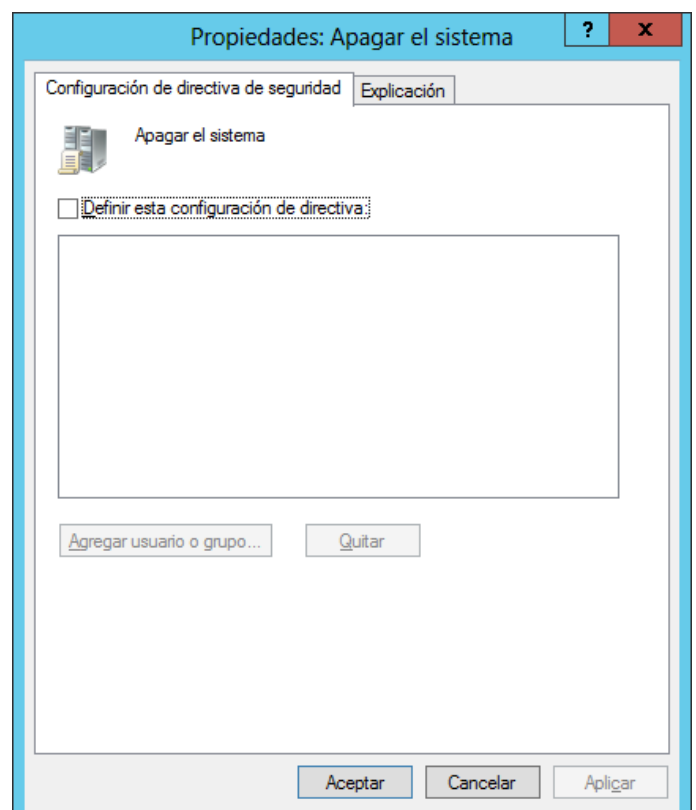 Propiedades: Apagar el sistema
?
x
Configuración de directiva de seguridad
Explicación
Apagar el sistema
Definir esta configuración de directiva:
Agregar usuario o grupo...
Quitar
Aceptar
Cancelar
Aplicar